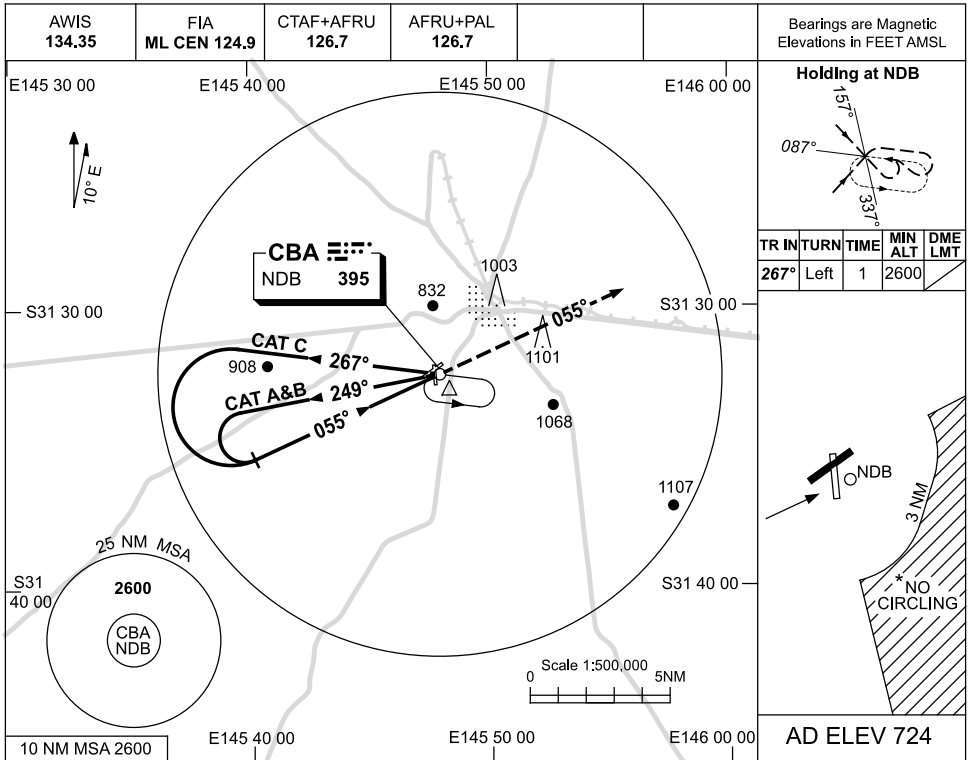 AWIS
134.35
FIA
ML CEN 124.9
CTAF+AFRU
126.7
AFRU+PAL
126.7
Bearings are Magnetic
Elevations in FEET AMSL
E145 30 00
E145 40 00
E145 50 00
E146 00 00
Holding at NDB
157°
087°
337°
10° E
TR IN TURN TIME MIN ALT DME LMT
267° Left 1 2600
CBA
NDB 395
832
1003
S31 30 00
S31 30 00
055°
1101
CAT C
267°
908
CAT A&B
249°
055°
1068
1107
NDB
3 NM
* NO
CIRCLING
25 NM MSA
2600
CBA
NDB
S31
40 00
S31 40 00
Scale 1:500,000
0 5NM
10 NM MSA 2600
E145 40 00
E145 50 00
E146 00 00
AD ELEV 724